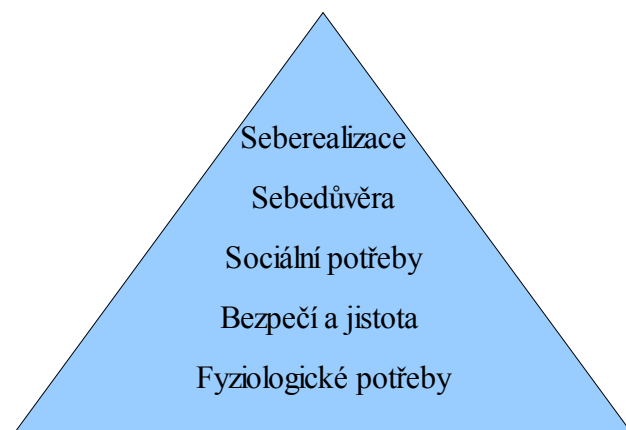 Seberealizace
Sebedůvěra
Sociální potřeby
Bezpečí a jistota
Fyziologické potřeby